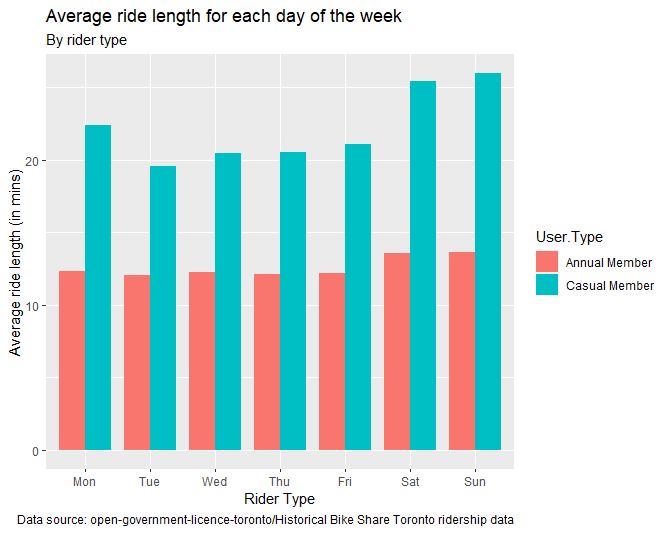 Average ride length for each day of the week
By rider type
Average ride length (in mins)
20
10
0
Mon Tue Wed Thu Fri Sat Sun
Rider Type
User.Type
Annual Member
Casual Member
Data source: open-government-licence-toronto/Historical Bike Share Toronto ridership data